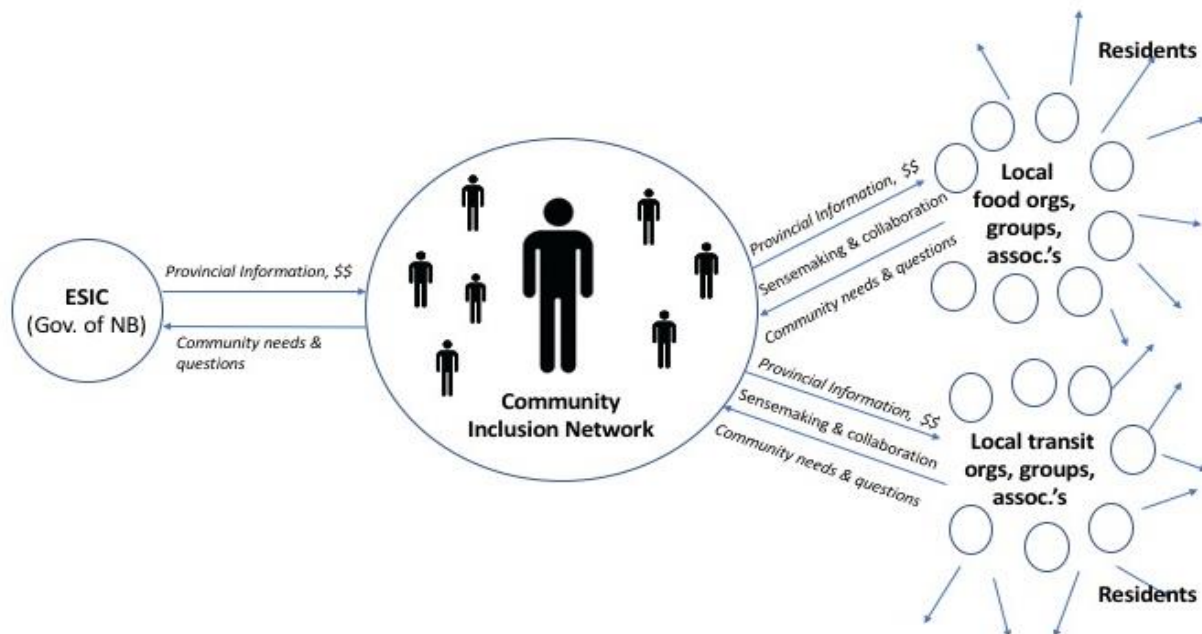 ESIC
(Gov. of NB)
Provincial Information, $$
Community needs &
questions
Community
Inclusion Network
Provincial Information, $$
Sensemaking & collaboration
Community needs & questions
Residents
Local
food orgs,
groups,
assoc.'s
Provincial Information, $$
Sensemaking & collaboration
Community needs & questions
Local transit
orgs, groups,
assoc.'s
Residents